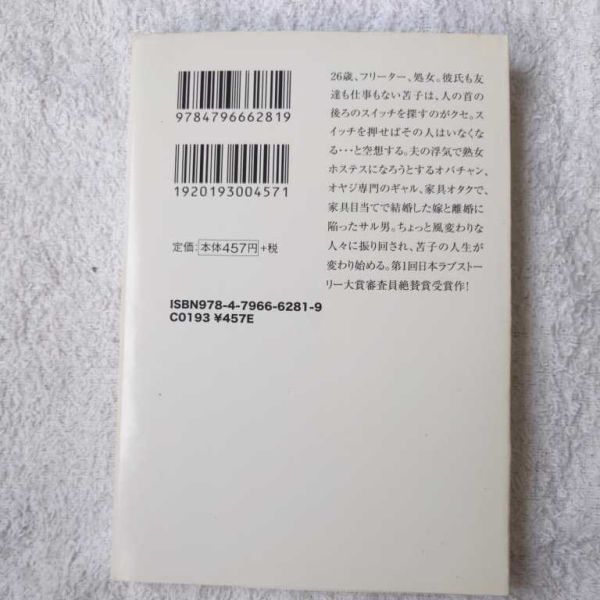 9784796662819
1920193004571
定価:本体457円+税
ISBN978-4-7966-6281-9
C0193 ¥457E
26歳、フリーター、処女。彼氏も友
達も仕事もない苫子は、人の首の
後ろのスイッチを探すのがクセ。ス
イッチを押せばその人はいなくな
る・・・と空想する。夫の浮気で熟女
ホステスになろうとするオバチャン、
オヤジ専門のギャル、家具オタクで、
家具目当てで結婚した嫁と離婚に
陥ったサル男。ちょっと風変わりな
人々に振り回され、苫子の人生が
変わり始める。第1回日本ラブストー
リー大賞審査員絶賛賞受賞作!